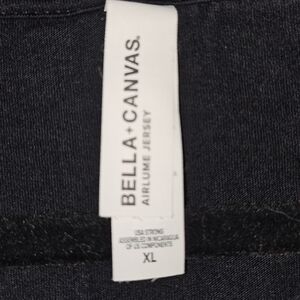 BELLA+CANVAS.
AIRLUME JERSEY
USA STRONG
ASSEMBLED IN NICARAGUA
OF US COMPONENTS
XL